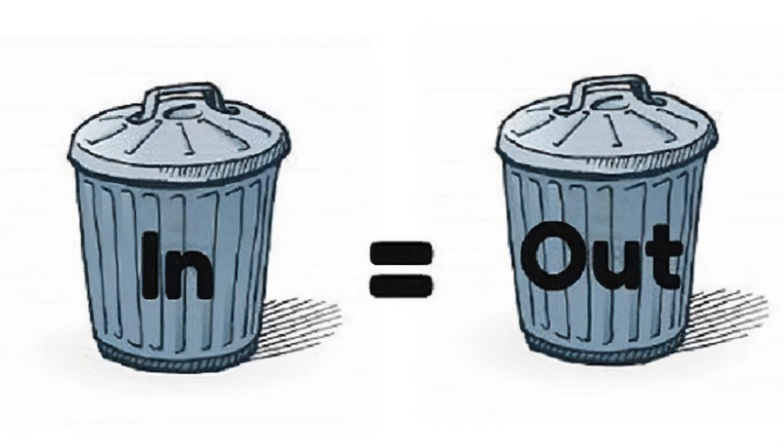 In = Out